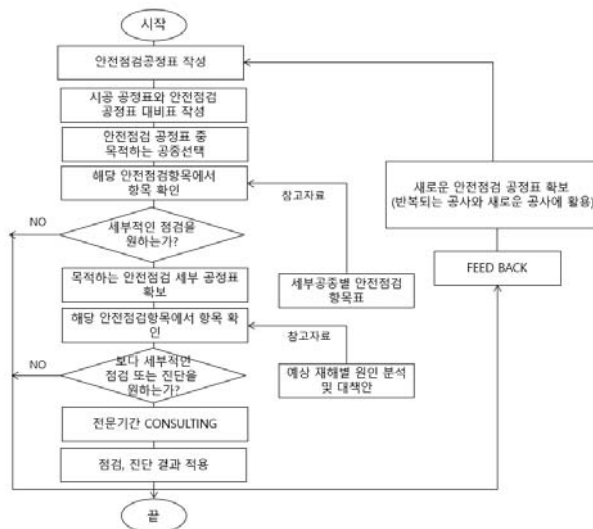 시작
안전점검공정표 작성
시공 공정표와 안전점검
공정표 대비표 작성
안전점검 공정표 중
목적하는 공종선택
해당 안전점검항목에서
항목 확인
참고자료
새로운 안전점검 공정표 확보
(반복되는 공사와 새로운 공사에 활용)
NO
세부적인 점검을
원하는가?
FEED BACK
목적하는 안전점검 세부 공정표
확보
세부공종별 안전점검
항목표
해당 안전점검항목에서 항목 확
인
참고자료
NO
보다 세부적인
점검 또는 진단을
원하는가?
예상 재해별 원인 분석
및 대책안
전문기간 CONSULTING
점검, 진단 결과 적용
끝